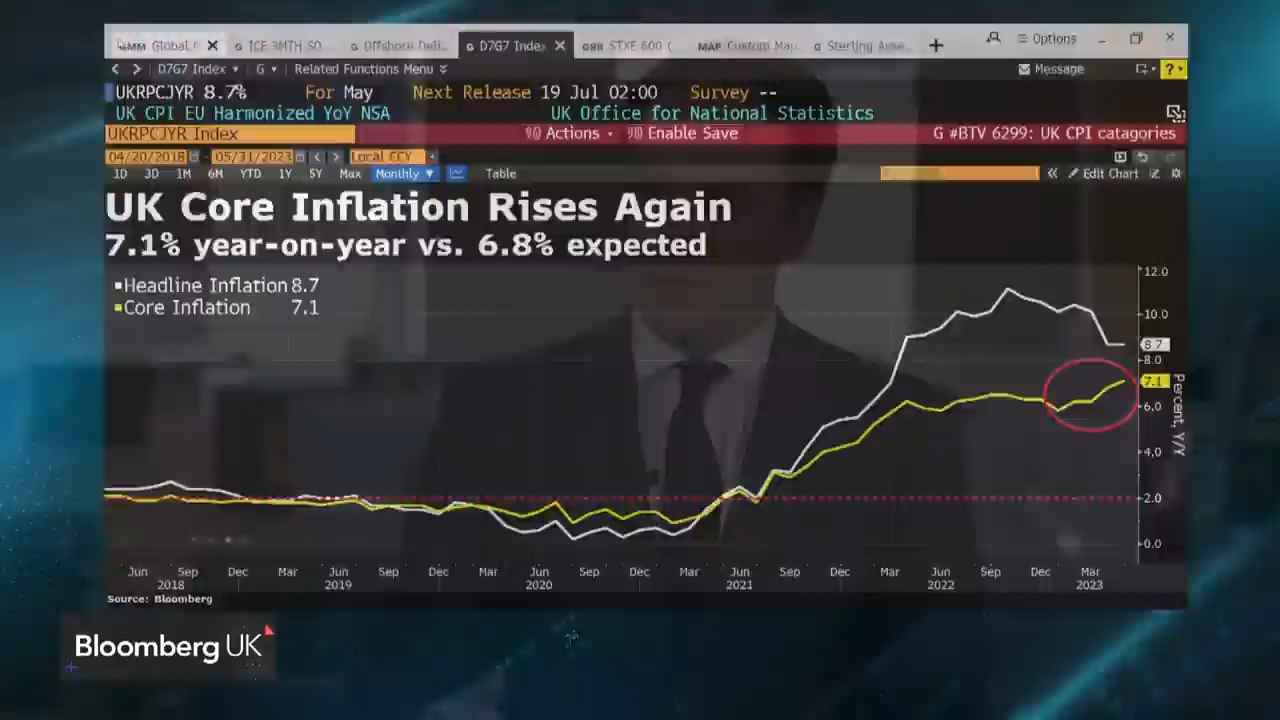 Global
ICE 3MTH SO
Offshore Deli..
G D7G7 Index
STXE 600 (
MAP Custom Map
Sterling Asse..
Options
D7G7 Index G Related Functions Menu Message ?
UKRPCJYR 8.7% For May Next Release 19 Jul 02:00 Survey --
UK CPI EU Harmonized YoY NSA UK Office for National Statistics
UKRPCJYR Index Actions Enable Save G #BTV 6299: UK CPI catagories
04/20/2018 - 05/31/2023 Local CCY
1D 3D 1M 6M YTD 1Y 5Y Max Monthly Table Edit Chart
UK Core Inflation Rises Again
7.1% year-on-year vs. 6.8% expected
Headline Inflation 8.7
Core Inflation 7.1
12.0
10.0
8.7
8.0
7.1
6.0
4.0
2.0
0.0
Percent, Y/Y
Jun Sep Dec Mar Jun Sep Dec Mar Jun Sep Dec Mar Jun Sep Dec Mar Jun Sep Dec Mar
2018 2019 2020 2021 2022 2023
Source: Bloomberg
Bloomberg UK